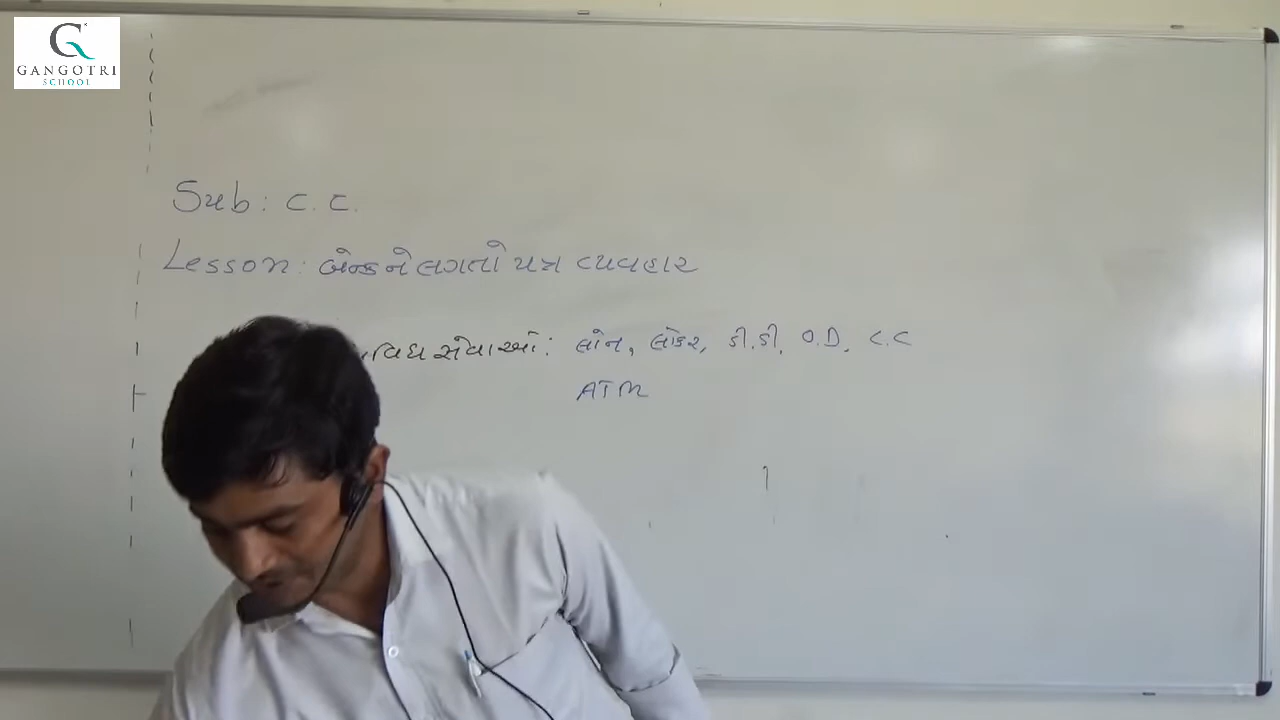 GANGOTRI
SCHOOL
Sub: C.C.
Lesson: બેન્કને લગતો પત્ર વ્યવહાર
સેવાઓ: લોન, લોકર, ડી.ડી, O.D, C.C
ATM